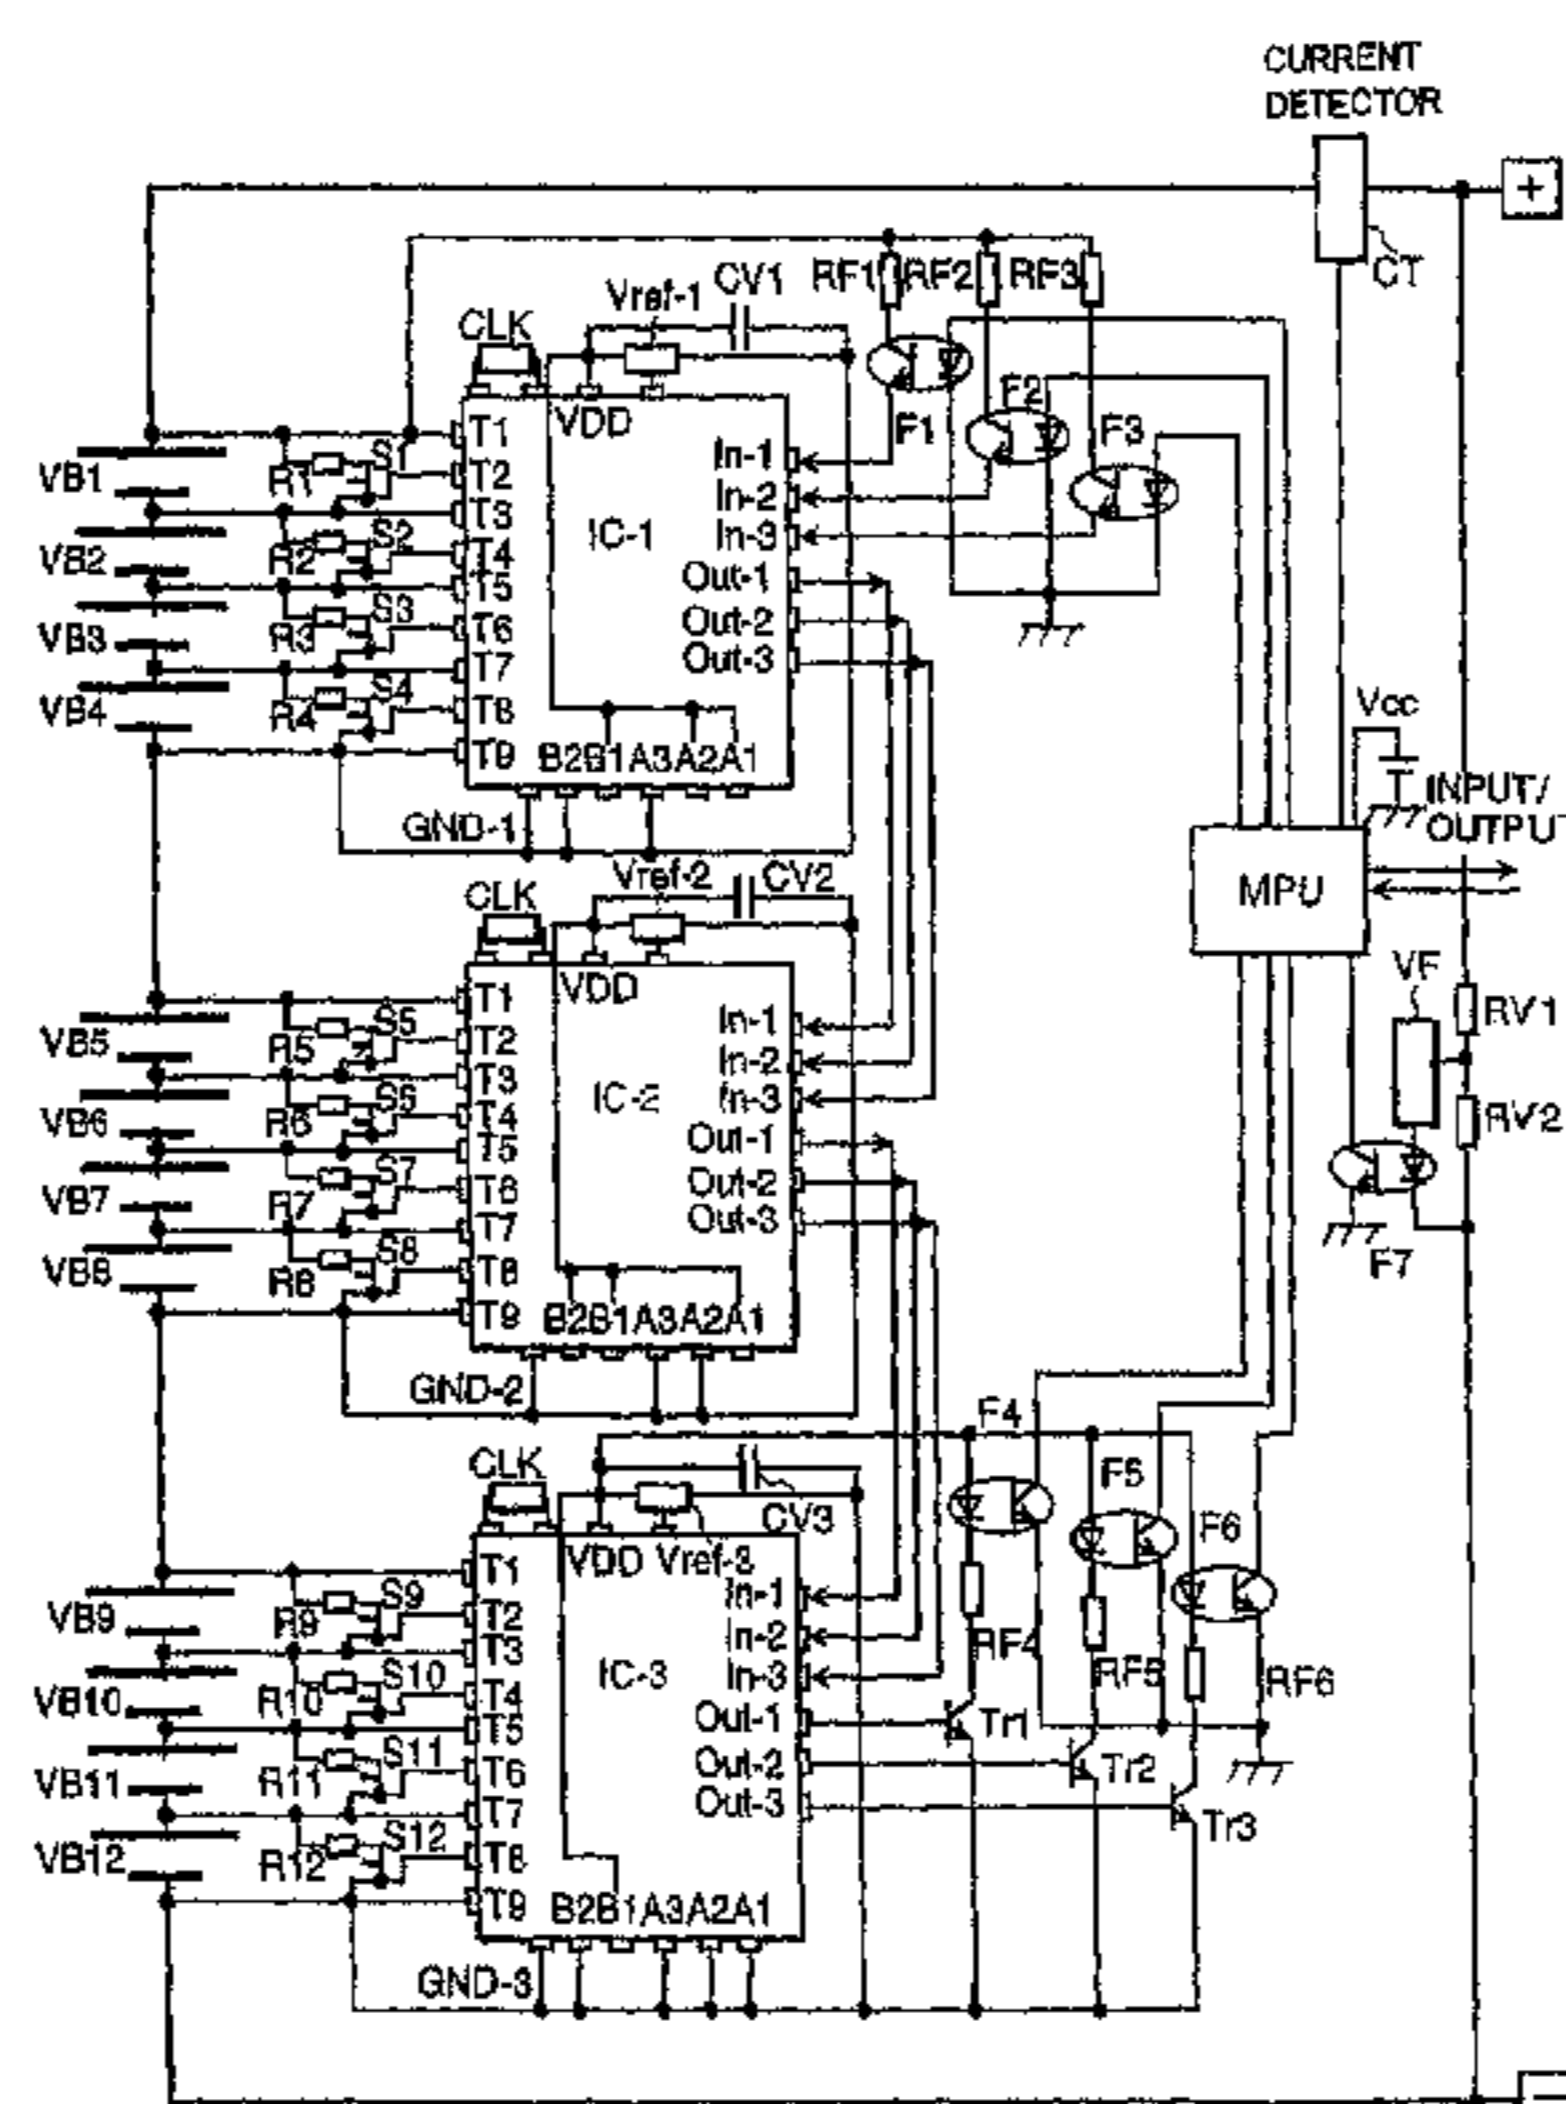 CURRENT
DETECTOR
+
CT
RF1 RF2 RF3
CV1
Vref-1
CLK
F1
F2
F3
VDD
T1
T2
T3
T4
T5
T6
T7
T8
T9
In-1
In-2
In-3
Out-1
Out-2
Out-3
IC-1
B2B1A3A2A1
GND-1
VB1
VB2
VB3
VB4
R1
S1
R2
S2
R3
S3
R4
S4
Vcc
INPUT/
OUTPUT
MPU
Vref-2
CV2
CLK
VDD
T1
T2
T3
T4
T5
T6
T7
T8
T9
In-1
In-2
In-3
Out-1
Out-2
Out-3
IC-2
B2B1A3A2A1
GND-2
VB5
VB6
VB7
VB8
R5
S5
R6
S6
R7
S7
R8
S8
VF
RV1
RV2
F7
F4
F5
F6
CLK
CV3
VDD Vref-3
T1
T2
T3
T4
T5
T6
T7
T8
T9
In-1
In-2
In-3
Out-1
Out-2
Out-3
IC-3
B2B1A3A2A1
GND-3
VB9
VB10
VB11
VB12
R9
S9
R10
S10
R11
S11
R12
S12
RF4
RF5
RF6
Tr1
Tr2
Tr3